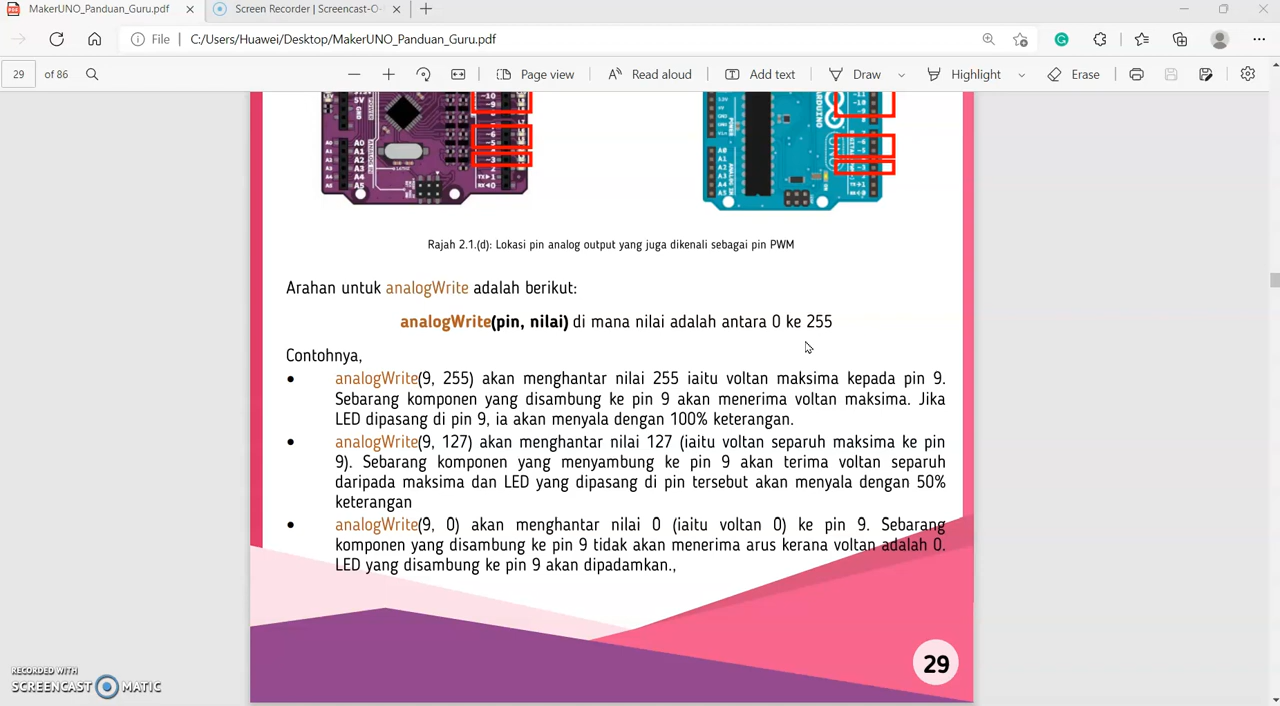 MakerUNO_Panduan_Guru.pdf
Screen Recorder | Screencast-O-
File C:/Users/Huawei/Desktop/MakerUNO_Panduan_Guru.pdf
29 of 86 Page view Read aloud Add text Draw Highlight Erase
Rajah 2.1.(d): Lokasi pin analog output yang juga dikenali sebagai pin PWM
Arahan untuk analogWrite adalah berikut:
analogWrite(pin, nilai) di mana nilai adalah antara 0 ke 255
Contohnya,
• analogWrite(9, 255) akan menghantar nilai 255 iaitu voltan maksima kepada pin 9.
Sebarang komponen yang disambung ke pin 9 akan menerima voltan maksima. Jika
LED dipasang di pin 9, ia akan menyala dengan 100% keterangan.
• analogWrite(9, 127) akan menghantar nilai 127 (iaitu voltan separuh maksima ke pin
9). Sebarang komponen yang menyambung ke pin 9 akan terima voltan separuh
daripada maksima dan LED yang dipasang di pin tersebut akan menyala dengan 50%
keterangan
• analogWrite(9, 0) akan menghantar nilai 0 (iaitu voltan 0) ke pin 9. Sebarang
komponen yang disambung ke pin 9 tidak akan menerima arus kerana voltan adalah 0.
LED yang disambung ke pin 9 akan dipadamkan.,
29
RECORDED WITH
SCREENCAST MATIC